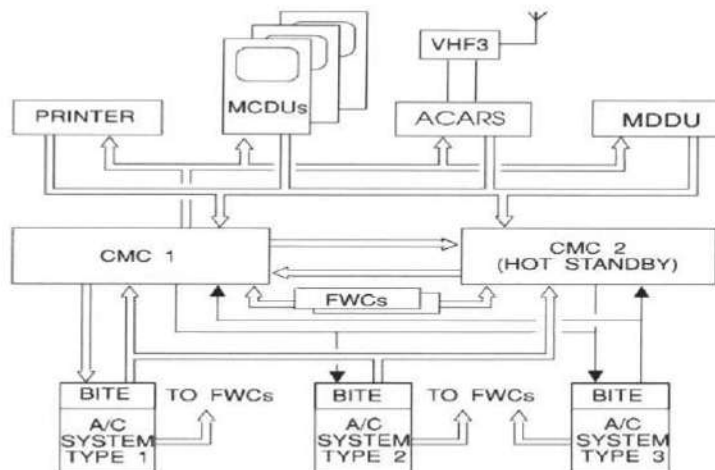 VHF3
MCDUs
PRINTER
ACARS
MDDU
CMC 1
CMC 2
(HOT STANDBY)
FWCs
BITE
TO FWCs
BITE
TO FWCs
BITE
A/C
SYSTEM
TYPE 1
A/C
SYSTEM
TYPE 2
A/C
SYSTEM
TYPE 3